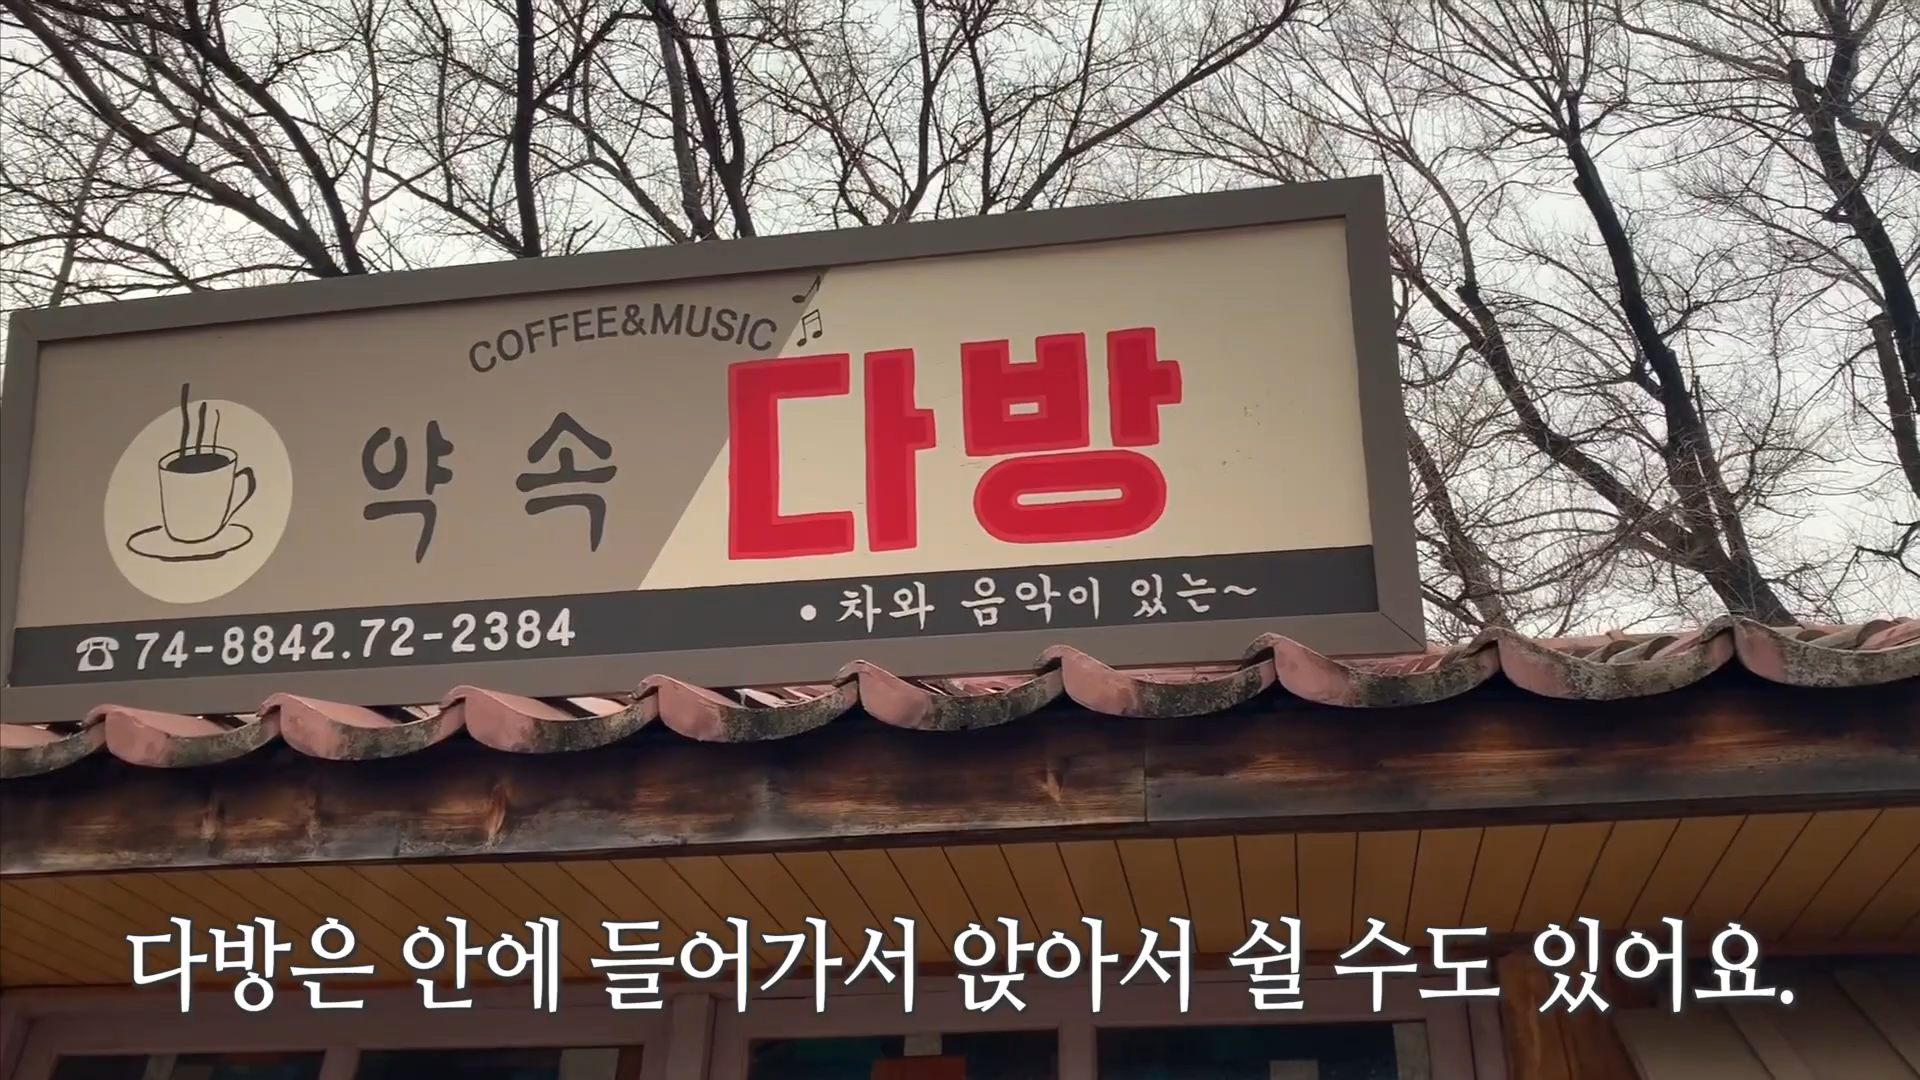 COFFEE&MUSIC
약속 다방
☎74-8842.72-2384
• 차와 음악이 있는~
다방은 안에 들어가서 앉아서 쉴 수도 있어요.